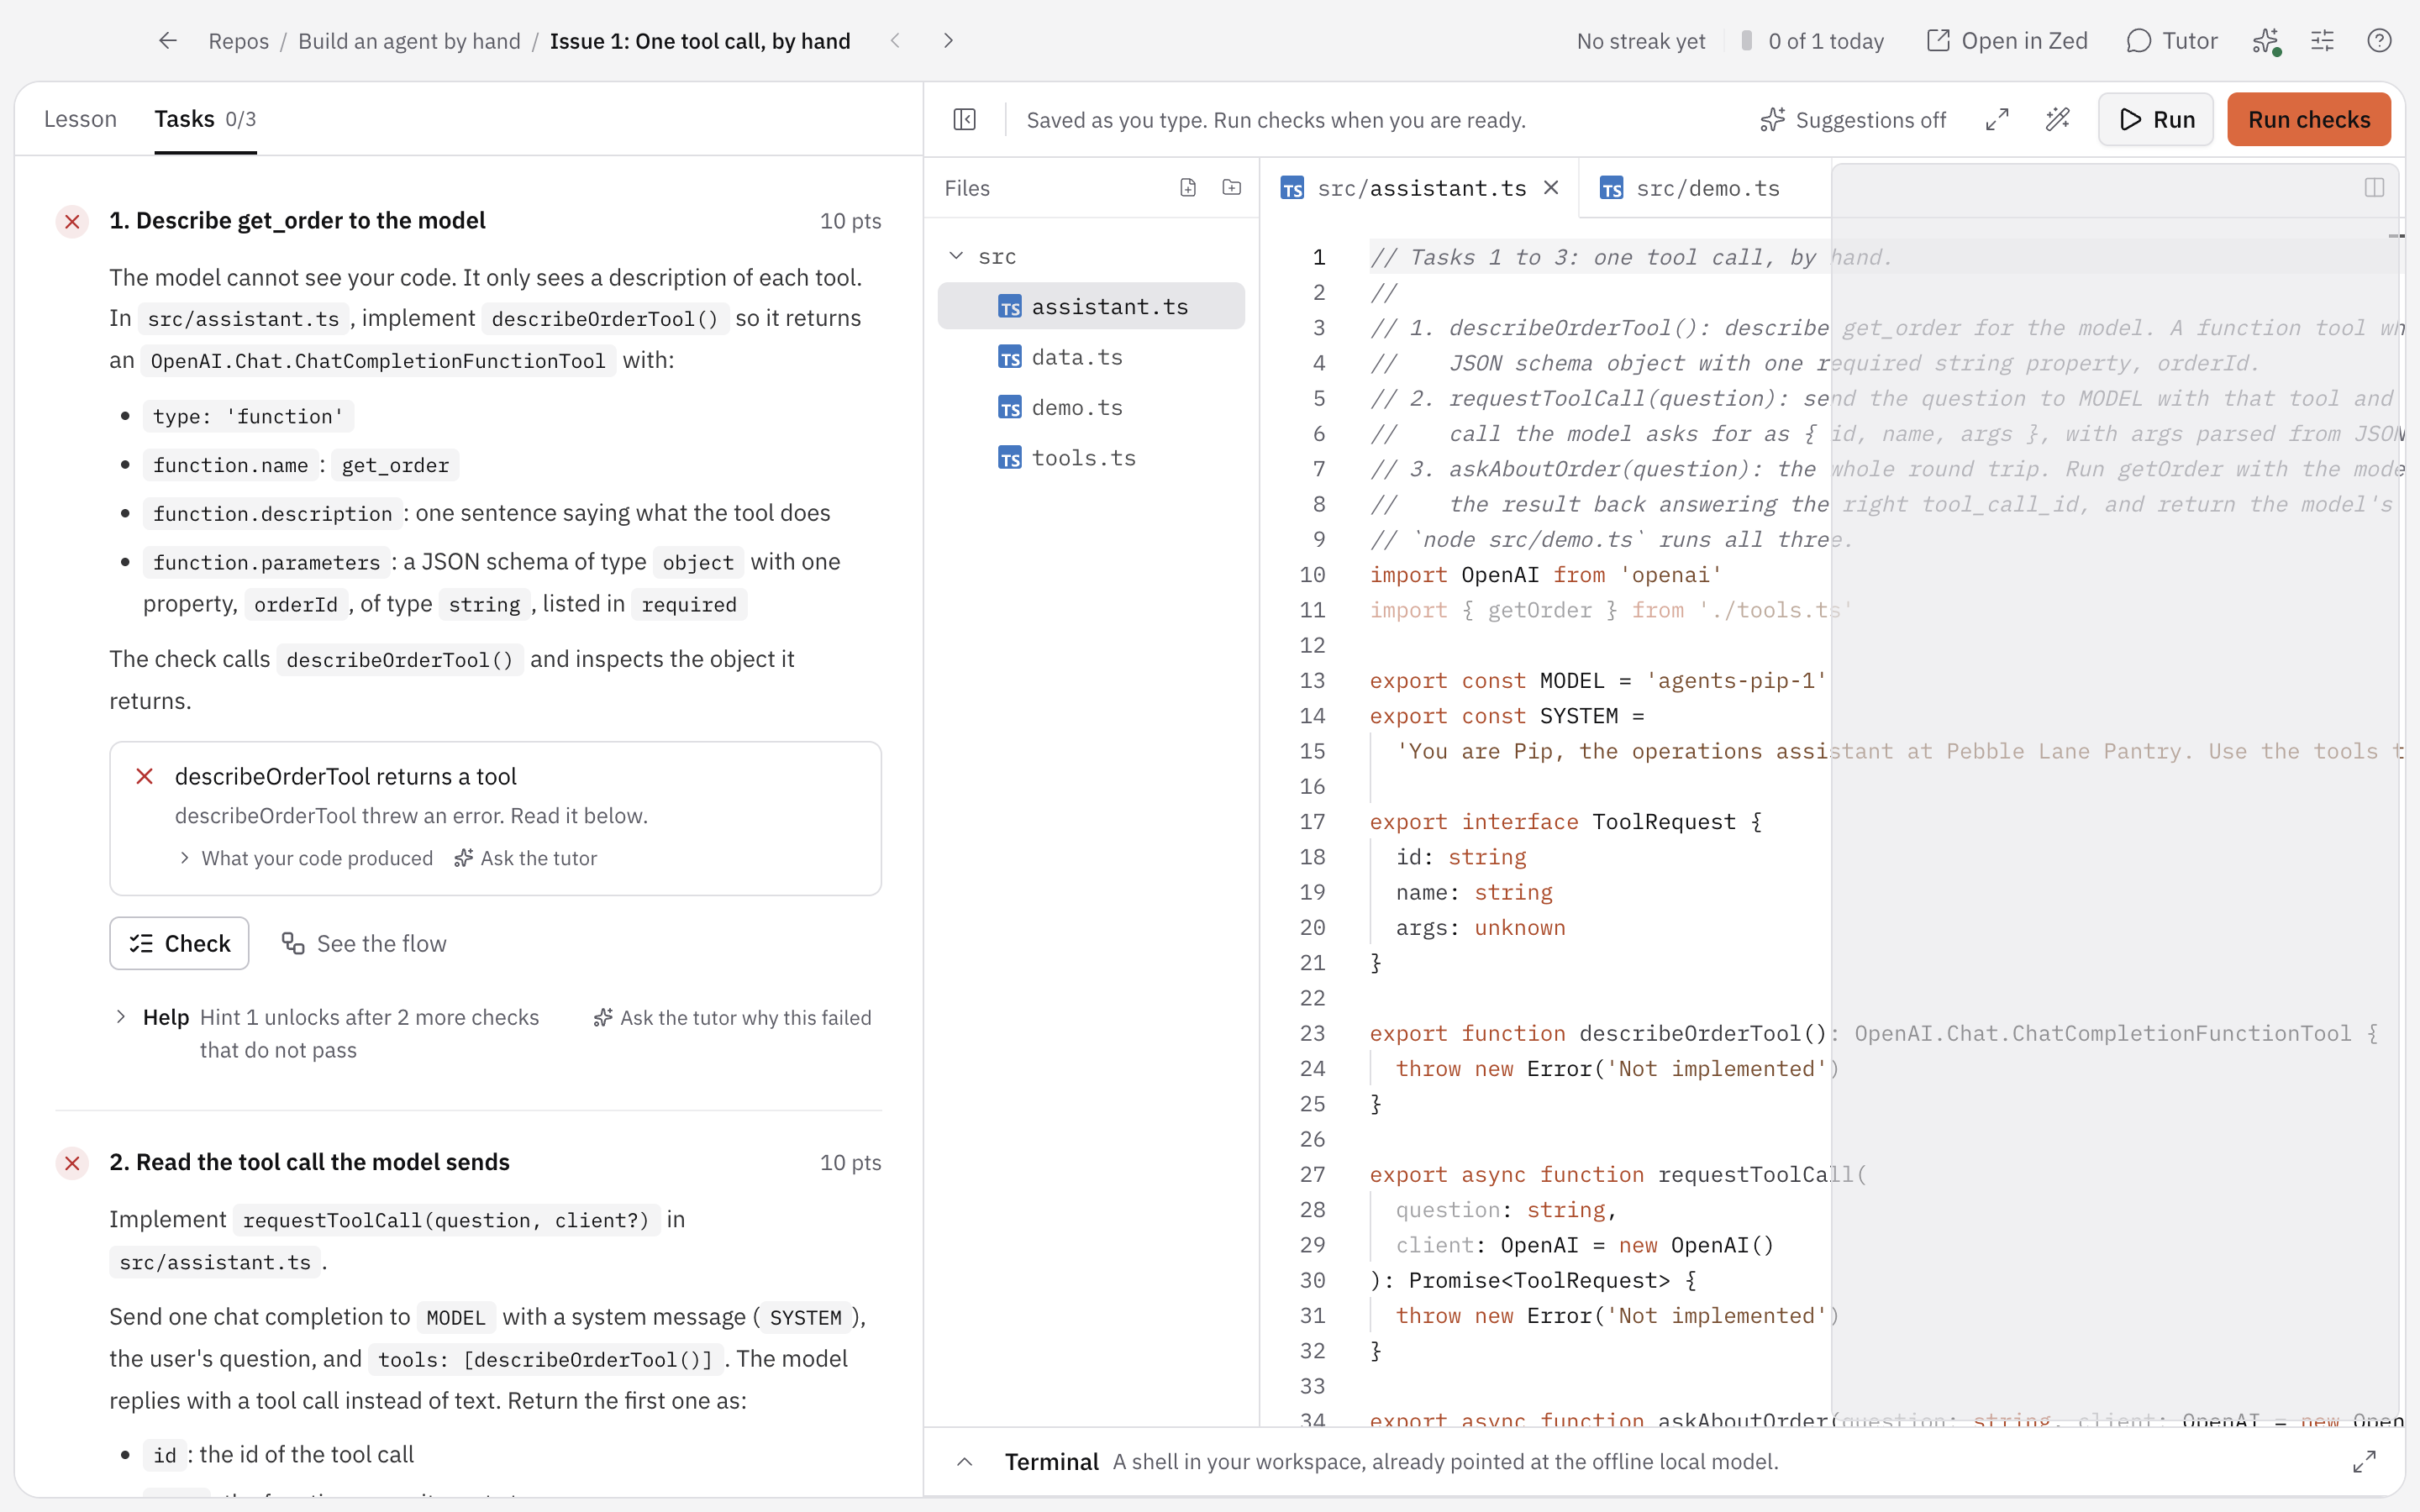 Repos / Build an agent by hand / Issue 1: One tool call, by hand
No streak yet
0 of 1 today
Open in Zed
Tutor
Lesson
Tasks 0/3
1. Describe get_order to the model 10 pts
The model cannot see your code. It only sees a description of each tool.
In src/assistant.ts, implement describeOrderTool() so it returns
an OpenAI.Chat.ChatCompletionFunctionTool with:
• type: 'function'
• function.name: get_order
• function.description: one sentence saying what the tool does
• function.parameters: a JSON schema of type object with one
property, orderId, of type string, listed in required
The check calls describeOrderTool() and inspects the object it
returns.
describeOrderTool returns a tool
describeOrderTool threw an error. Read it below.
What your code produced
Ask the tutor
Check
See the flow
Help Hint 1 unlocks after 2 more checks
that do not pass
Ask the tutor why this failed
2. Read the tool call the model sends 10 pts
Implement requestToolCall(question, client?) in
src/assistant.ts.
Send one chat completion to MODEL with a system message (SYSTEM),
the user's question, and tools: [describeOrderTool()]. The model
replies with a tool call instead of text. Return the first one as:
• id: the id of the tool call
Saved as you type. Run checks when you are ready.
Suggestions off
Run
Run checks
Files
src
TS assistant.ts
TS data.ts
TS demo.ts
TS tools.ts
TS src/assistant.ts
TS src/demo.ts
1 // Tasks 1 to 3: one tool call, by hand.
2 //
3 // 1. describeOrderTool(): describe get_order for the model. A function tool wh
4 //    JSON schema object with one required string property, orderId.
5 // 2. requestToolCall(question): send the question to MODEL with that tool and
6 //    call the model asks for as { id, name, args }, with args parsed from JSON
7 // 3. askAboutOrder(question): the whole round trip. Run getOrder with the mode
8 //    the result back answering the right tool_call_id, and return the model's
9 // `node src/demo.ts` runs all three.
10 import OpenAI from 'openai'
11 import { getOrder } from './tools.ts'
12
13 export const MODEL = 'agents-pip-1'
14 export const SYSTEM =
15   'You are Pip, the operations assistant at Pebble Lane Pantry. Use the tools t
16
17 export interface ToolRequest {
18   id: string
19   name: string
20   args: unknown
21 }
22
23 export function describeOrderTool(): OpenAI.Chat.ChatCompletionFunctionTool {
24   throw new Error('Not implemented')
25 }
26
27 export async function requestToolCall(
28   question: string,
29   client: OpenAI = new OpenAI()
30 ): Promise<ToolRequest> {
31   throw new Error('Not implemented')
32 }
33
34 export async function askAboutOrder(question: string, client: OpenAI = new Open
Terminal A shell in your workspace, already pointed at the offline local model.